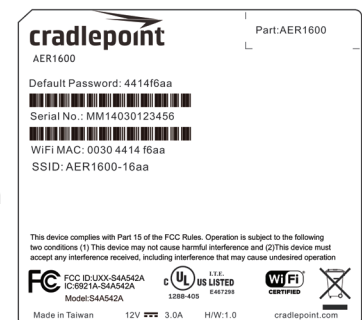 cradlepoint
Part:AER1600
AER1600
Default Password: 4414f6aa
Serial No.: MM14030123456
WiFi MAC: 0030 4414 f6aa
SSID: AER1600-16aa
This device complies with Part 15 of the FCC Rules. Operation is subject to the following
two conditions (1) This device may not cause harmful interference and (2)This device must
accept any interference received, including interference that may cause undesired operation
FC FCC ID:UXX-S4A542A
IC:6921A-S4A542A
Model:S4A542A
c UL US LISTED
I.T.E.
E467298
1288-405
Wi Fi
CERTIFIED
Made in Taiwan 12V 3.0A H/W:1.0 cradlepoint.com